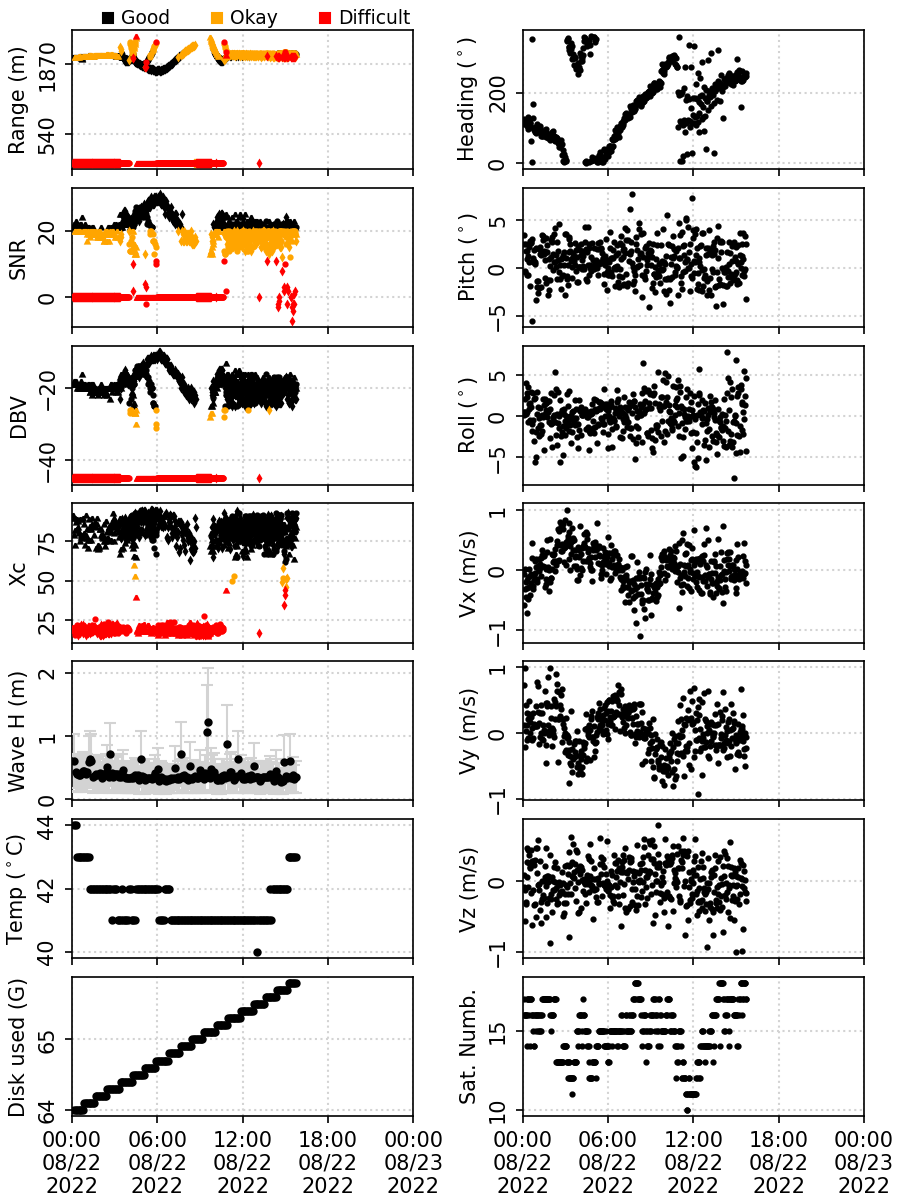 Good Okay Difficult
Range (m)
1870
540
Heading (°)
200
0
SNR
20
0
Pitch (°)
5
0
−5
DBV
−20
−40
Roll (°)
5
0
−5
Xc
75
50
25
Vx (m/s)
1
0
−1
Wave H (m)
2
1
0
Vy (m/s)
1
0
−1
Temp (°C)
44
42
40
Vz (m/s)
0
−1
Disk used (G)
65
64
Sat. Numb.
15
10
00:00 06:00 12:00 18:00 00:00
08/22 08/22 08/22 08/22 08/23
2022 2022 2022 2022 2022
00:00 06:00 12:00 18:00 00:00
08/22 08/22 08/22 08/22 08/23
2022 2022 2022 2022 2022